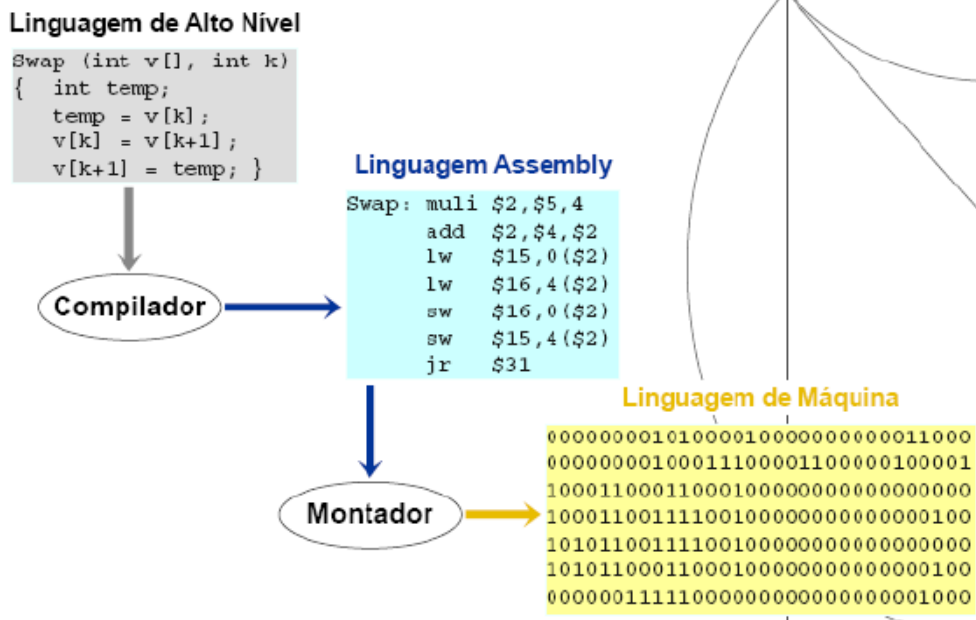 Linguagem de Alto Nível
Swap (int v[], int k)
{  int temp;
temp = v[k];
v[k] = v[k+1];
v[k+1] = temp; }
Compilador
Linguagem Assembly
Swap: muli $2,$5,4
add $2,$4,$2
lw $15,0($2)
lw $16,4($2)
sw $16,0($2)
sw $15,4($2)
jr $31
Montador
Linguagem de Máquina
00000000101000010000000000011000
00000000100011100001100000100001
10001100011000100000000000000000
10001100111100100000000000000100
10101100111100100000000000000000
10101100011000100000000000000100
00000011111000000000000000001000